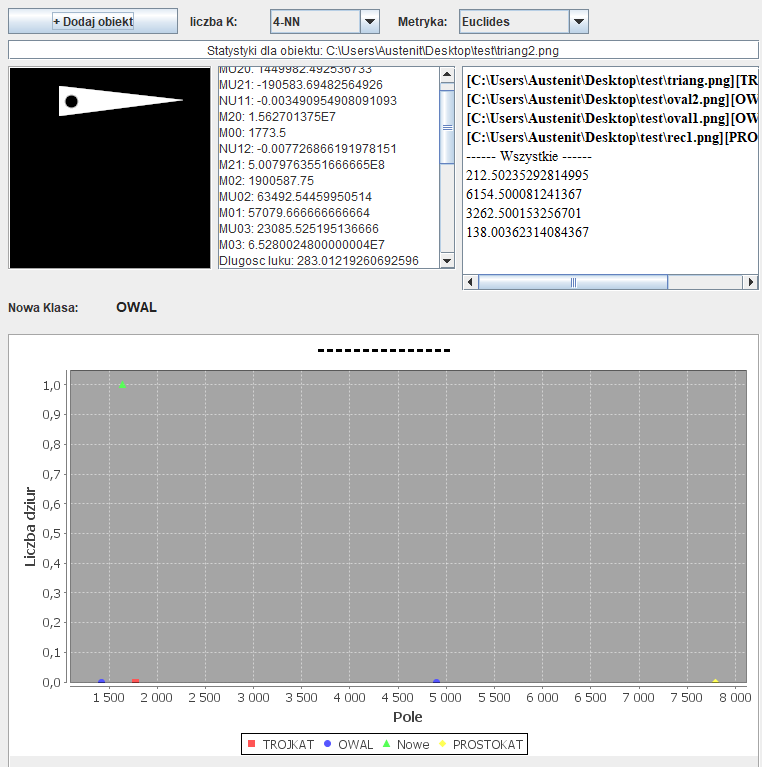 + Dodaj obiekt liczba K: 4-NN Metryka: Euclides
Statystyki dla obiektu: C:\Users\Austenit\Desktop\test\triang2.png
MU20: 1449982.492536733
MU21: -190583.69482564926
NU11: -0.003490954908091093
M20: 1.562701375E7
M00: 1773.5
NU12: -0.007726866191978151
M21: 5.0079763551666665E8
M02: 1900587.75
MU02: 63492.54459950514
M01: 57079.666666666664
MU03: 23085.525195136666
M03: 6.5280024800000004E7
Dlugosc luku: 283.01219260692596
[C:\Users\Austenit\Desktop\test\triang.png][TR
[C:\Users\Austenit\Desktop\test\oval2.png][OW
[C:\Users\Austenit\Desktop\test\oval1.png][OW
[C:\Users\Austenit\Desktop\test\rec1.png][PRO
------ Wszystkie ------
212.50235292814995
6154.500081241367
3262.500153256701
138.00362314084367
Nowa Klasa: OWAL
---------------
Liczba dziur
1,0
0,9
0,8
0,7
0,6
0,5
0,4
0,3
0,2
0,1
0,0
1 500 2 000 2 500 3 000 3 500 4 000 4 500 5 000 5 500 6 000 6 500 7 000 7 500 8 000
Pole
TROJKAT OWAL Nowe PROSTOKAT